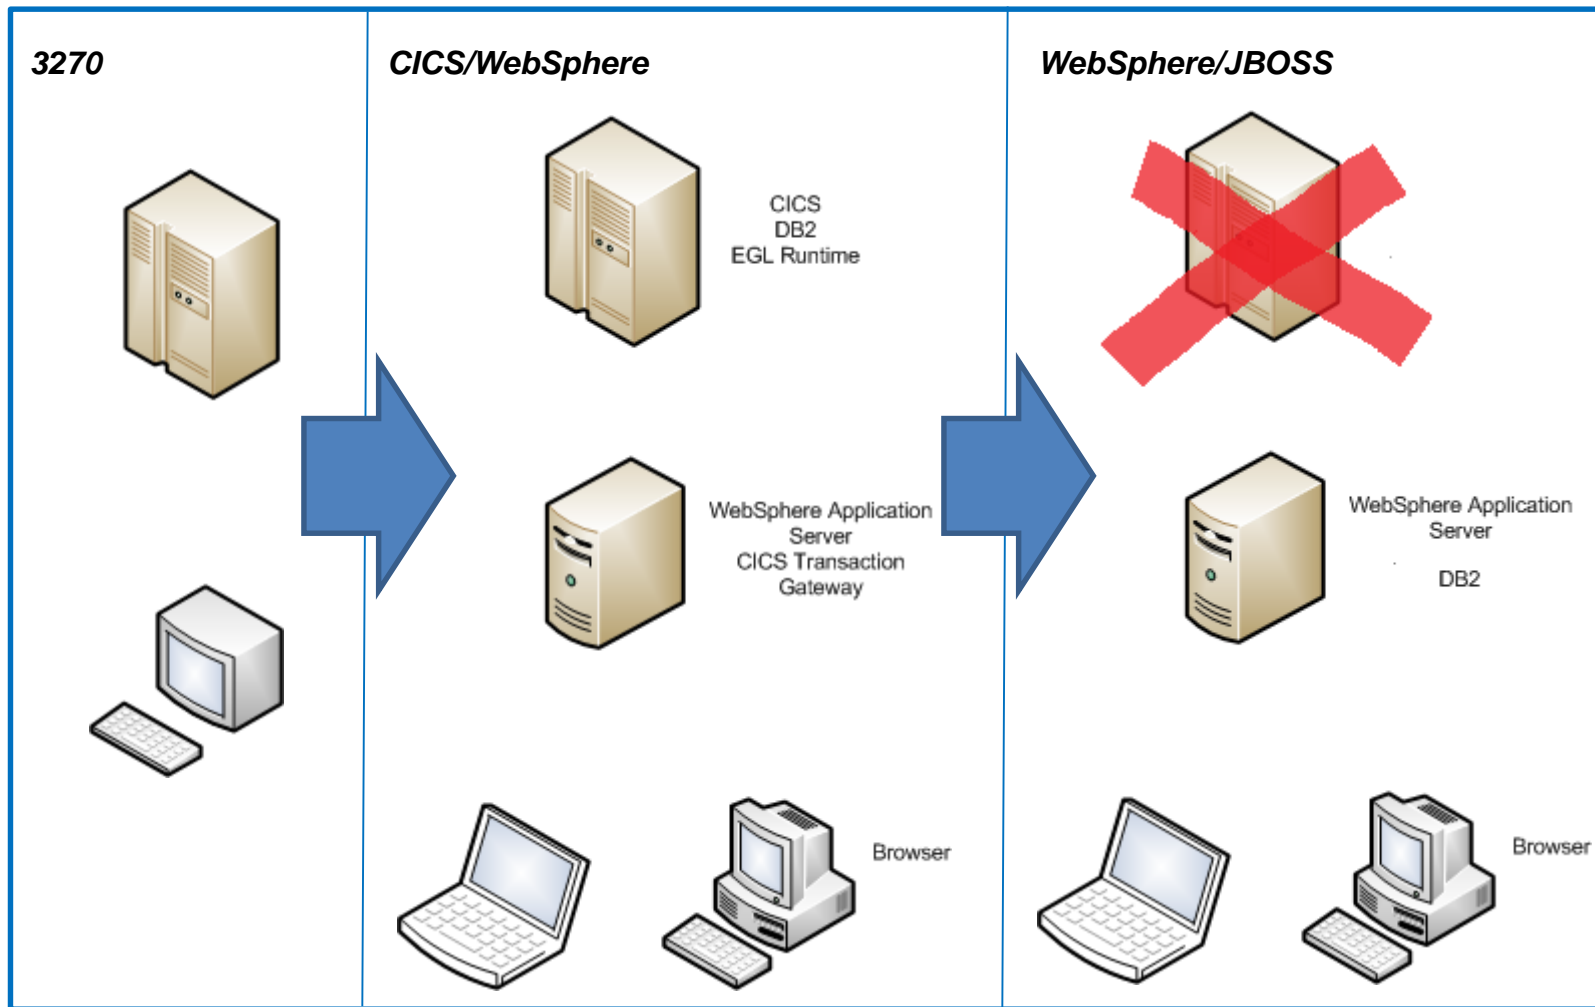 3270
CICS/WebSphere
CICS
DB2
EGL Runtime
WebSphere Application
Server
CICS Transaction
Gateway
Browser
WebSphere/JBOSS
WebSphere Application
Server
DB2
Browser